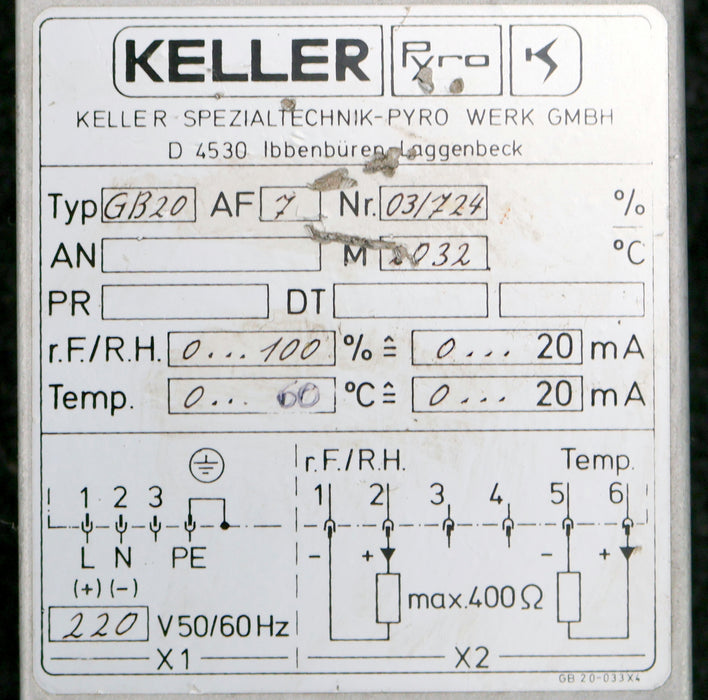 KELLER Pyro
KELLER SPEZIALTECHNIK-PYRO WERK GMBH
D 4530 Ibbenbüren-Laggenbeck
Typ GB20 AF 7 Nr. 03/724 %
AN M 2032 °C
PR DT
r.F./R.H. 0...100 % ≙ 0... 20 mA
Temp. 0... 60 °C ≙ 0... 20 mA
r.F./R.H. Temp.
1 2 3 1 2 3 4 5 6
L N PE - + - +
(+) (-)
max.400Ω
220 V50/60Hz
X1 X2
GB 20-033X4